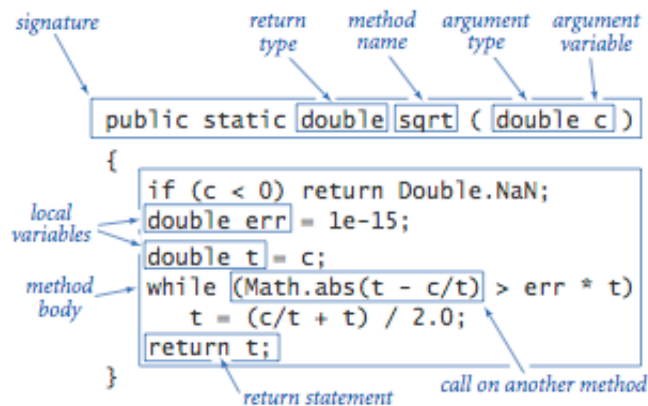 signature
return type
method name
argument type
argument variable
public static double sqrt ( double c )
{
if (c < 0) return Double.NaN;
local variables
double err = 1e-15;
double t = c;
method body
while (Math.abs(t - c/t) > err * t)
t = (c/t + t) / 2.0;
return t;
}
return statement
call on another method